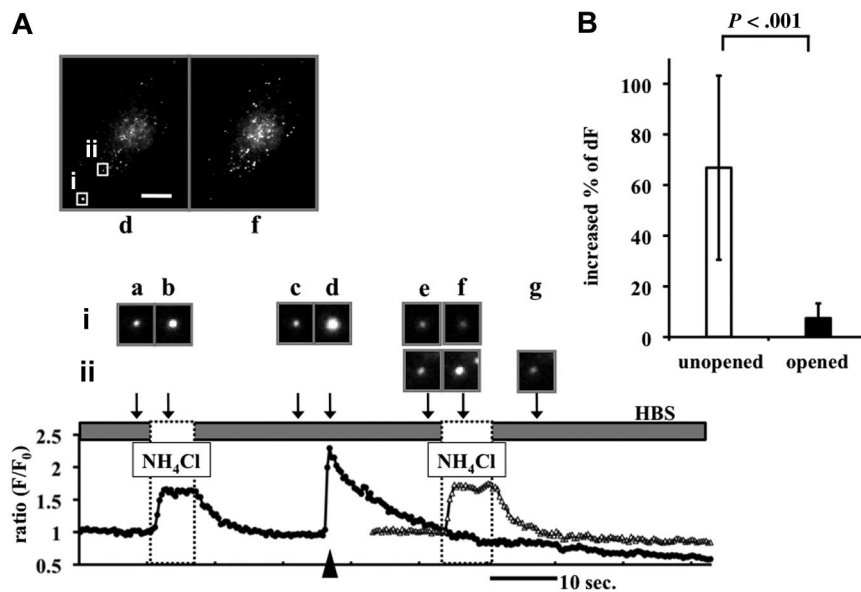 A
ii
i
d f
a b c d e f g
i
ii
HBS
2.5
2
1.5
1
0.5
ratio (F/F0)
NH4Cl NH4Cl
10 sec.
B
P < .001
100
80
60
40
20
0
increased % of dF
unopened opened